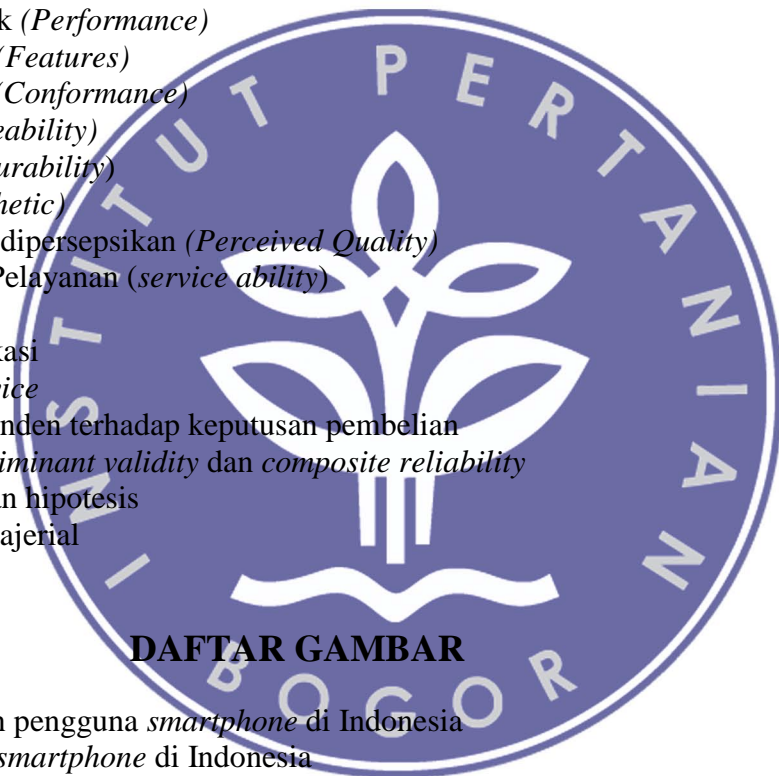 k (Performance)
(Features)
(Conformance)
eability)
urability)
hetic)
dipersepsikan (Perceived Quality)
Pelayanan (service ability)
kasi
vice
nden terhadap keputusan pembelian
iminant validity dan composite reliability
an hipotesis
ajerial
DAFTAR GAMBAR
n pengguna smartphone di Indonesia
smartphone di Indonesia
INSTITUT PERTANIAN
BOGOR